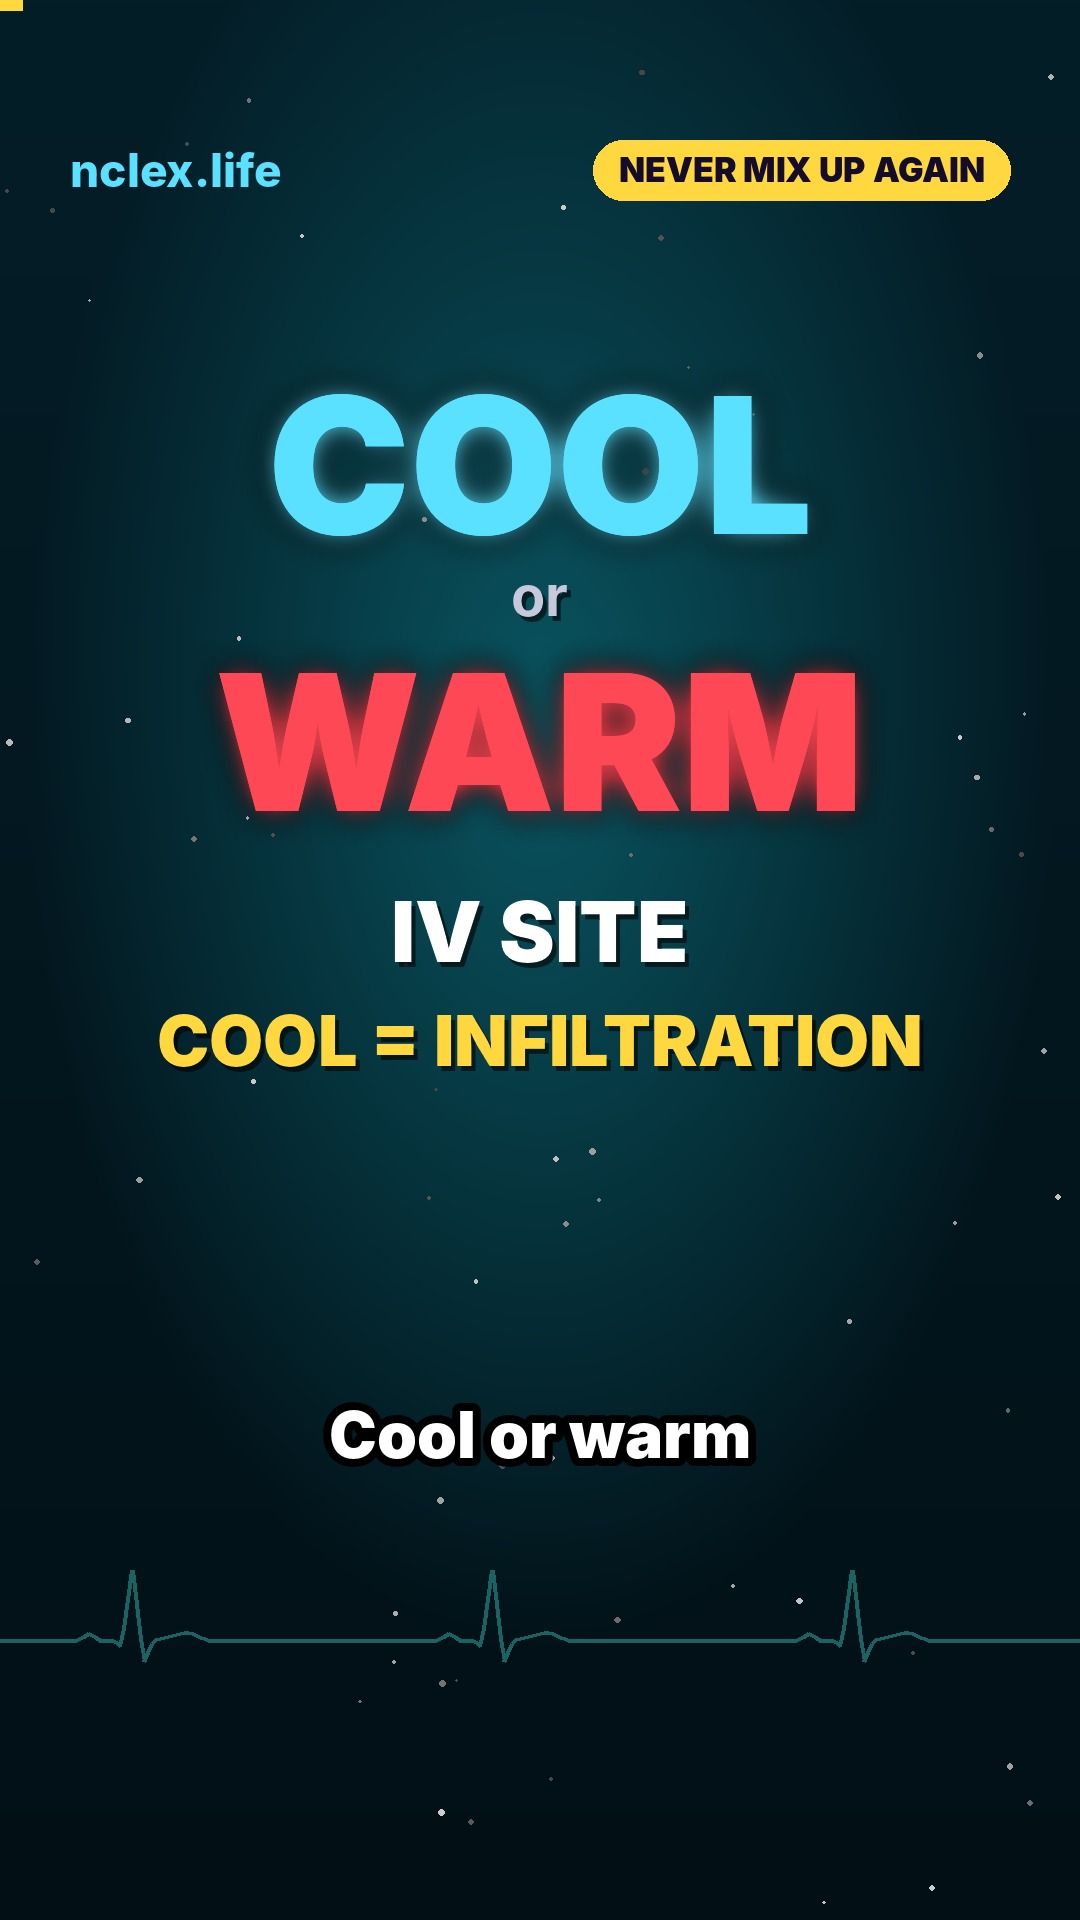 nclex.life
NEVER MIX UP AGAIN
COOL
or
WARM
IV SITE
COOL = INFILTRATION
Cool or warm